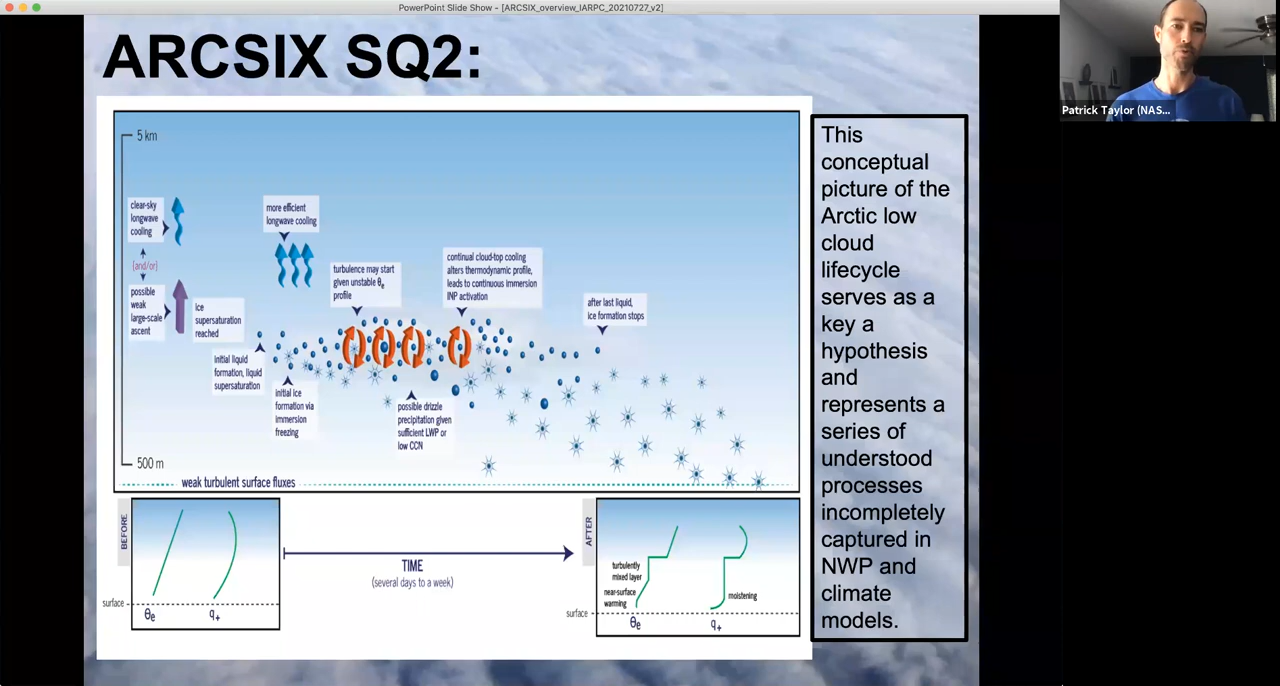 PowerPoint Slide Show - [ARCSIX_overview_IARPC_20210727_v2]
ARCSIX SQ2:
Patrick Taylor (NAS...
5 km
clear-sky
longwave
cooling
(and/or)
possible
weak
large-scale
ascent
ice
supersaturation
reached
more efficient
longwave cooling
initial liquid
formation, liquid
supersaturation
initial ice
formation via
immersion
freezing
turbulence may start
given unstable θe
profile
continual cloud-top cooling
alters thermodynamic profile,
leads to continuous immersion
INP activation
possible drizzle
precipitation given
sufficient LWP or
low CCN
after last liquid,
ice formation stops
500 m
weak turbulent surface fluxes
BEFORE
surface
θe
q+
TIME
(several days to a week)
AFTER
turbulently
mixed layer
near-surface
warming
moistening
surface
θe
q+
This
conceptual
picture of the
Arctic low
cloud
lifecycle
serves as a
key a
hypothesis
and
represents a
series of
understood
processes
incompletely
captured in
NWP and
climate
models.